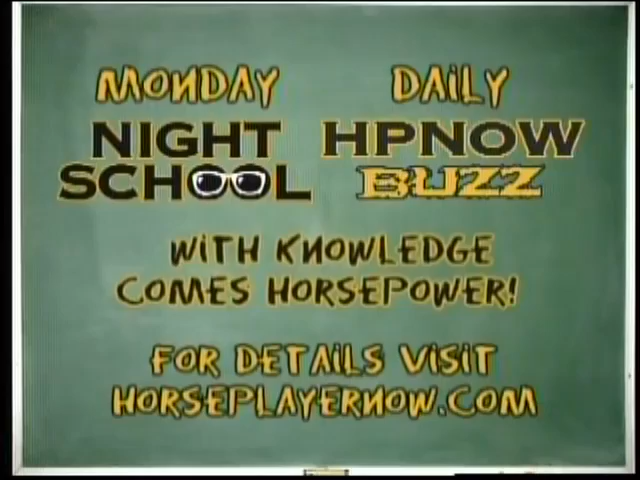 MONDAY DAiLY
NIGHT HPNOW
SCHOOL BUZZ
WiTH KNOWLEDGE
COMES HORSEPOWER!
FOR DETAiLS ViSiT
HORSEPLAYERNOW.COM